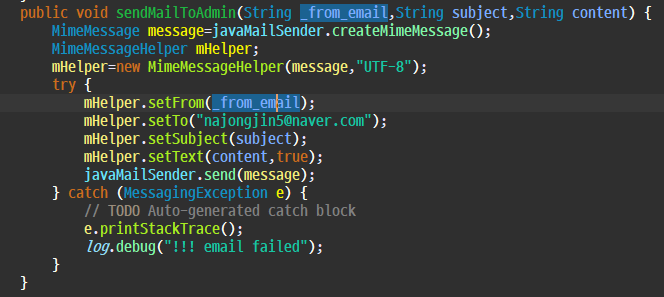 public void sendMailToAdmin(String _from_email,String subject,String content) {
MimeMessage message=javaMailSender.createMimeMessage();
MimeMessageHelper mHelper;
mHelper=new MimeMessageHelper(message,"UTF-8");
try {
mHelper.setFrom(_from_email);
mHelper.setTo("najongjin5@naver.com");
mHelper.setSubject(subject);
mHelper.setText(content,true);
javaMailSender.send(message);
} catch (MessagingException e) {
// TODO Auto-generated catch block
e.printStackTrace();
log.debug("!!! email failed");
}
}